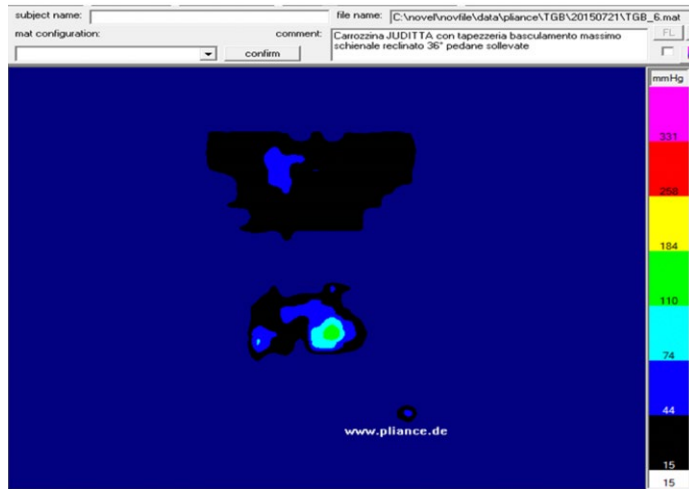 subject name:
file name: C:\novel\novfile\data\pliance\TGB\20150721\TGB_6.mat
mat configuration:
comment: Carrozzina JUDITTA con tapezzeria basculamento massimo
schienale reclinato 36° pedane sollevate
FL
confirm
mmHg
331
258
184
110
74
44
15
15
www.pliance.de